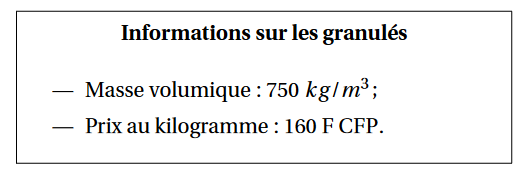 Informations sur les granulés
— Masse volumique : 750 kg/m³ ;
— Prix au kilogramme : 160 F CFP.